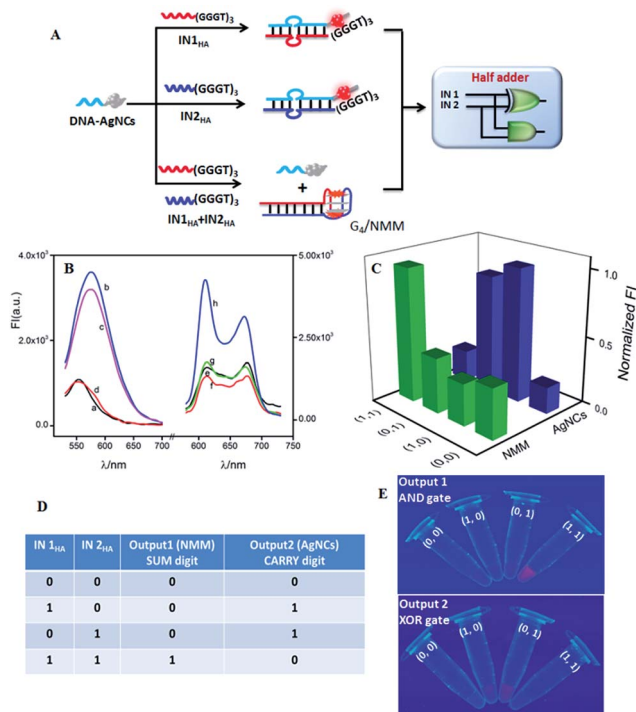 A
(GGGT)3
IN1HA
(GGGT)3
DNA-AgNCs
(GGGT)3
IN2HA
(GGGT)3
(GGGT)3
(GGGT)3
IN1HA+IN2HA
+
G4/NMM
Half adder
IN 1
IN 2
B
4.0x10³
2.0x10³
0.0
FI(a.u.)
5.00x10³
2.50x10³
0.00
b
c
d
a
h
g
e
f
550 600 650 700
600 650 700 750
λ/nm
λ/nm
C
1.0
0.5
0.0
Normalized FI
(1,1)
(0,1)
(1,0)
(0,0)
NMM
AgNCs
D
IN 1HA IN 2HA Output1 (NMM) Output2 (AgNCs)
SUM digit CARRY digit
0 0 0 0
1 0 0 1
0 1 0 1
1 1 1 0
E
Output 1
AND gate
(0, 0) (1, 0) (0, 1) (1, 1)
Output 2
XOR gate
(0, 0) (1, 0) (0, 1) (1, 1)